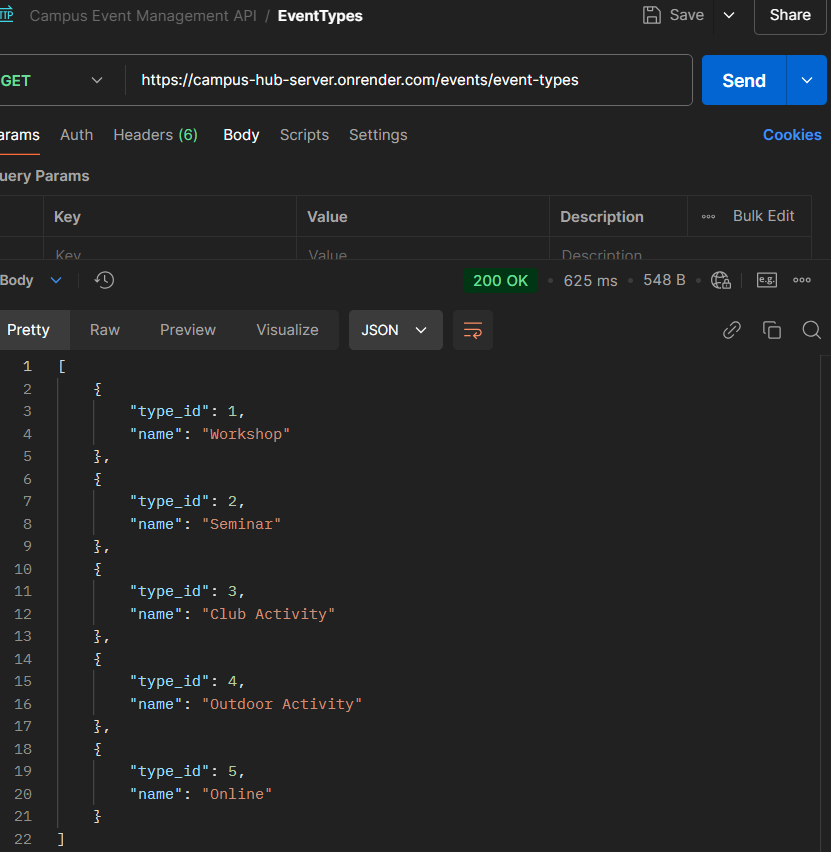 TTP Campus Event Management API / EventTypes Save Share
GET https://campus-hub-server.onrender.com/events/event-types Send
arams Auth Headers (6) Body Scripts Settings Cookies
uery Params
Key Value Description Bulk Edit
Key Value Description
Body 200 OK 625 ms 548 B e.g.
Pretty Raw Preview Visualize JSON
1 [
2 {
3 "type_id": 1,
4 "name": "Workshop"
5 },
6 {
7 "type_id": 2,
8 "name": "Seminar"
9 },
10 {
11 "type_id": 3,
12 "name": "Club Activity"
13 },
14 {
15 "type_id": 4,
16 "name": "Outdoor Activity"
17 },
18 {
19 "type_id": 5,
20 "name": "Online"
21 }
22 ]